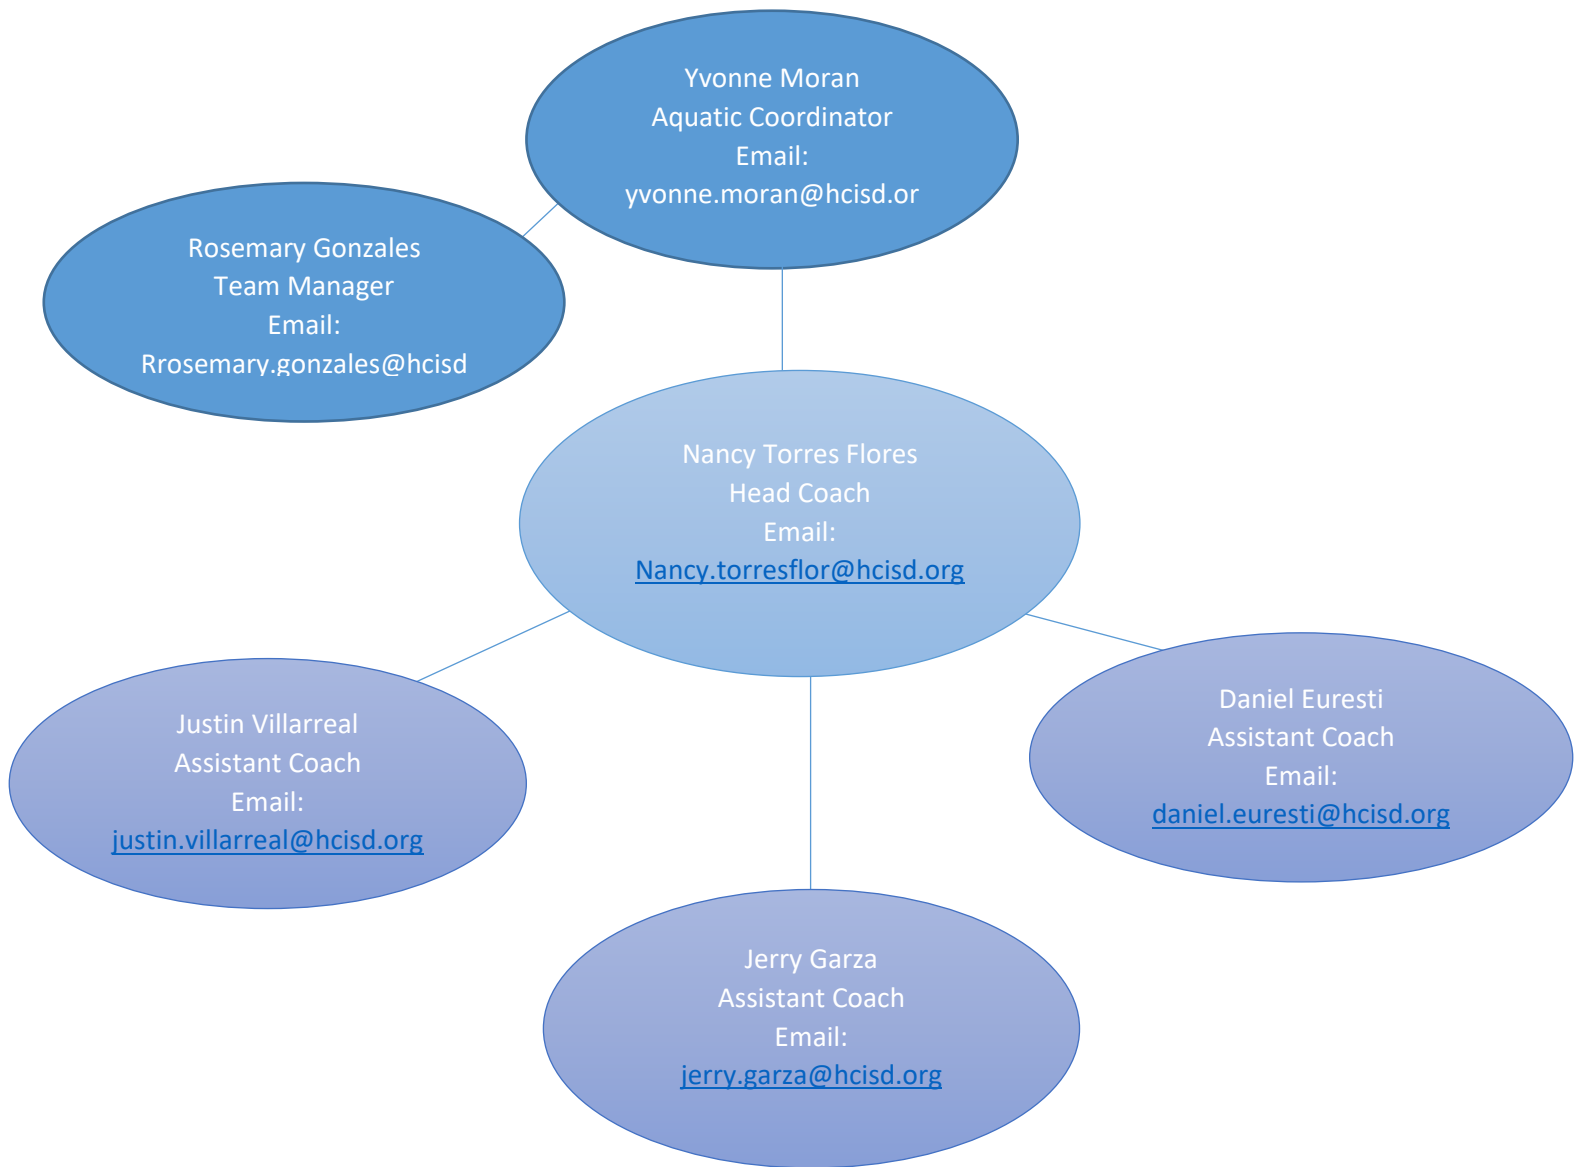 Yvonne Moran
Aquatic Coordinator
Email:
yvonne.moran@hcisd.or
Rosemary Gonzales
Team Manager
Email:
Rrosemary.gonzales@hcisd
Nancy Torres Flores
Head Coach
Email:
Nancy.torresflor@hcisd.org
Justin Villarreal
Assistant Coach
Email:
justin.villarreal@hcisd.org
Daniel Euresti
Assistant Coach
Email:
daniel.euresti@hcisd.org
Jerry Garza
Assistant Coach
Email:
jerry.garza@hcisd.org